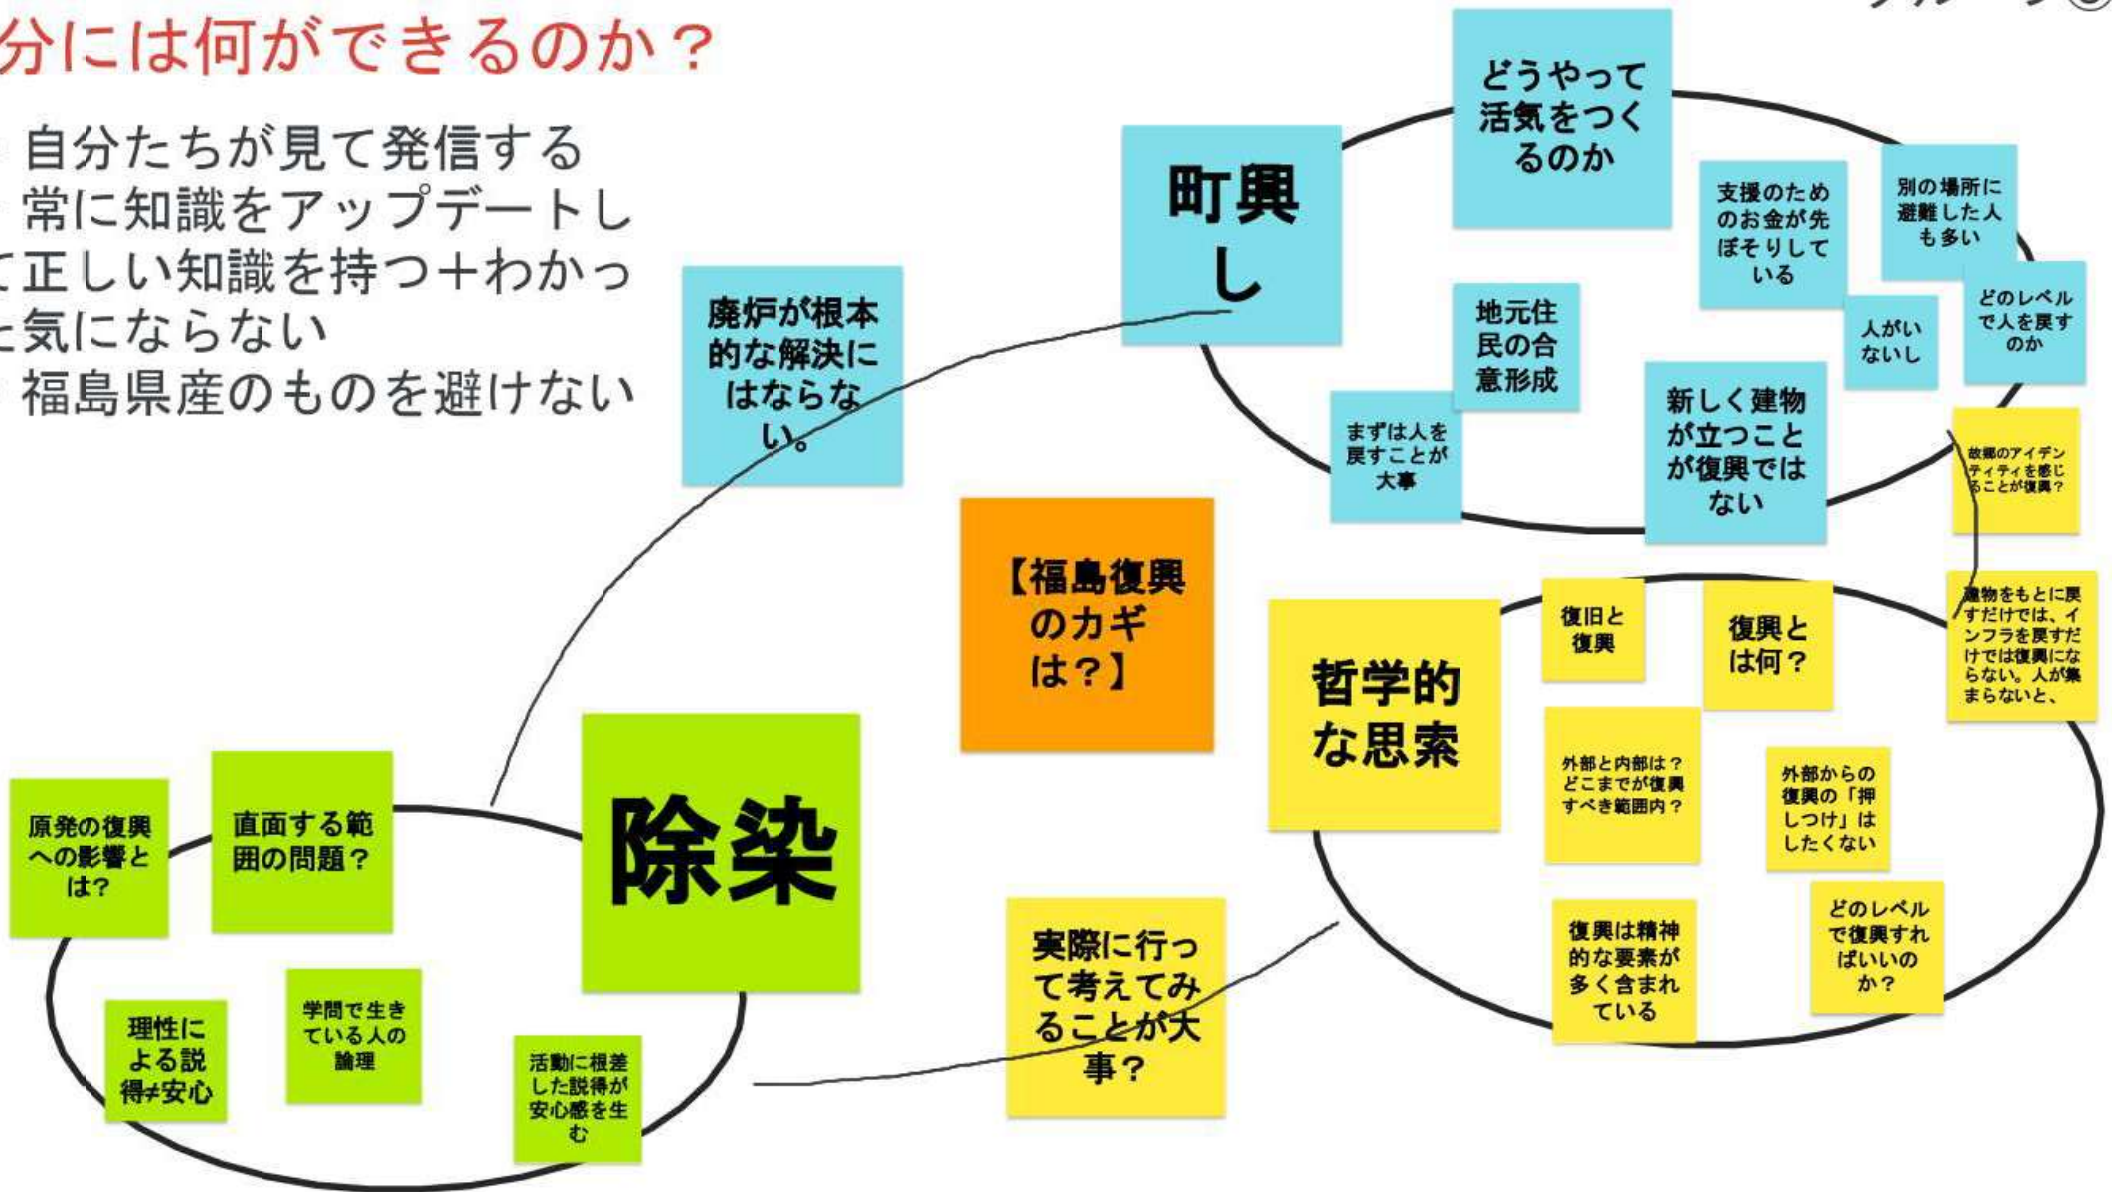 分には何ができるのか？
自分たちが見て発信する
常に知識をアップデートし
て正しい知識を持つ＋わかっ
た気にならない
福島県産のものを避けない
廃炉が根本
的な解決に
はならな
い。
町興
し
どうやって
活気をつく
るのか
支援のため
のお金が先
ぼそりして
いる
別の場所に
避難した人
も多い
どのレベル
で人を戻す
のか
人がい
ないし
地元住
民の合
意形成
まずは人を
戻すことが
大事
新しく建物
が立つこと
が復興では
ない
故郷のアイデン
ティティを感じ
ることが復興？
【福島復興
のカギ
は？】
哲学的
な思索
復旧と
復興
復興と
は何？
建物をもとに戻
すだけでは、イ
ンフラを戻すだ
けでは復興にな
らない。人が集
まらないと、
外部と内部は？
どこまでが復興
すべき範囲内？
外部からの
復興の「押
しつけ」は
したくない
復興は精神
的な要素が
多く含まれ
ている
どのレベル
で復興すれ
ばいいの
か？
実際に行っ
て考えてみ
ることが大
事？
除染
原発の復興
への影響と
は？
直面する範
囲の問題？
理性に
よる説
得≠安心
学問で生き
ている人の
論理
活動に根差
した説得が
安心感を生
む